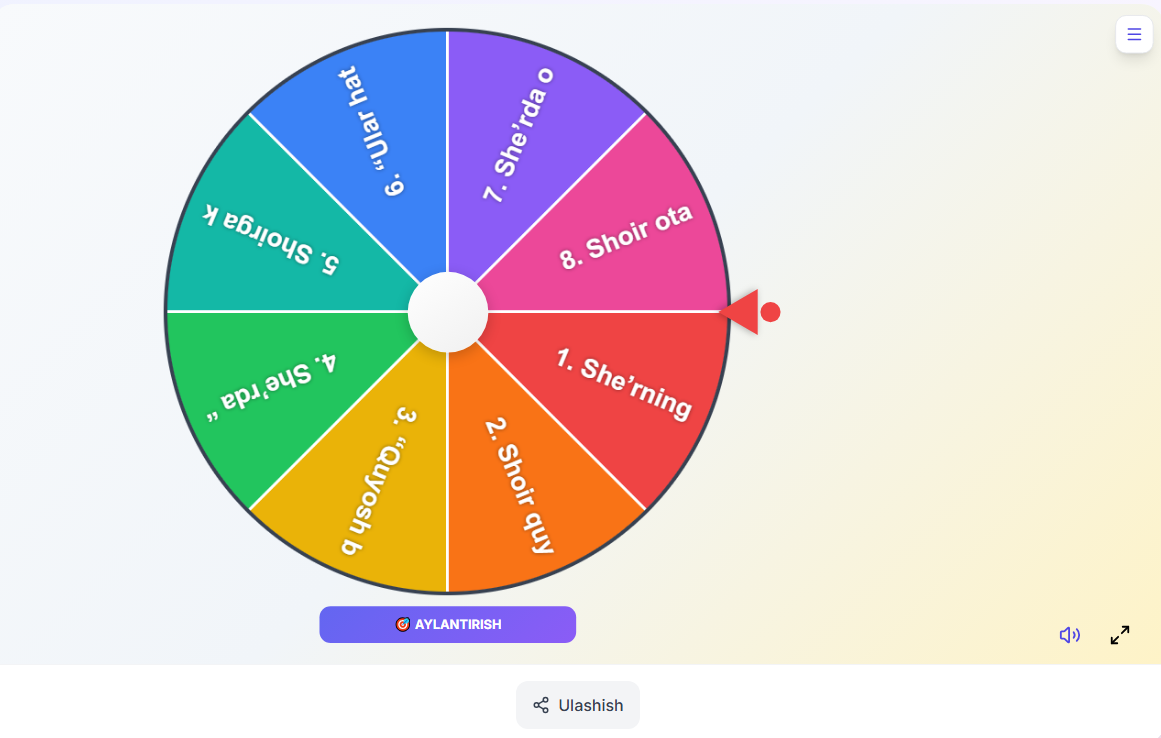 1. She’rning
2. Shoir quy
3. “Quyosh b
4. She’rda “
5. Shoirga k
6. “Ular hat
7. She’rda o
8. Shoir ota
🎯 AYLANTIRISH
Ulashish